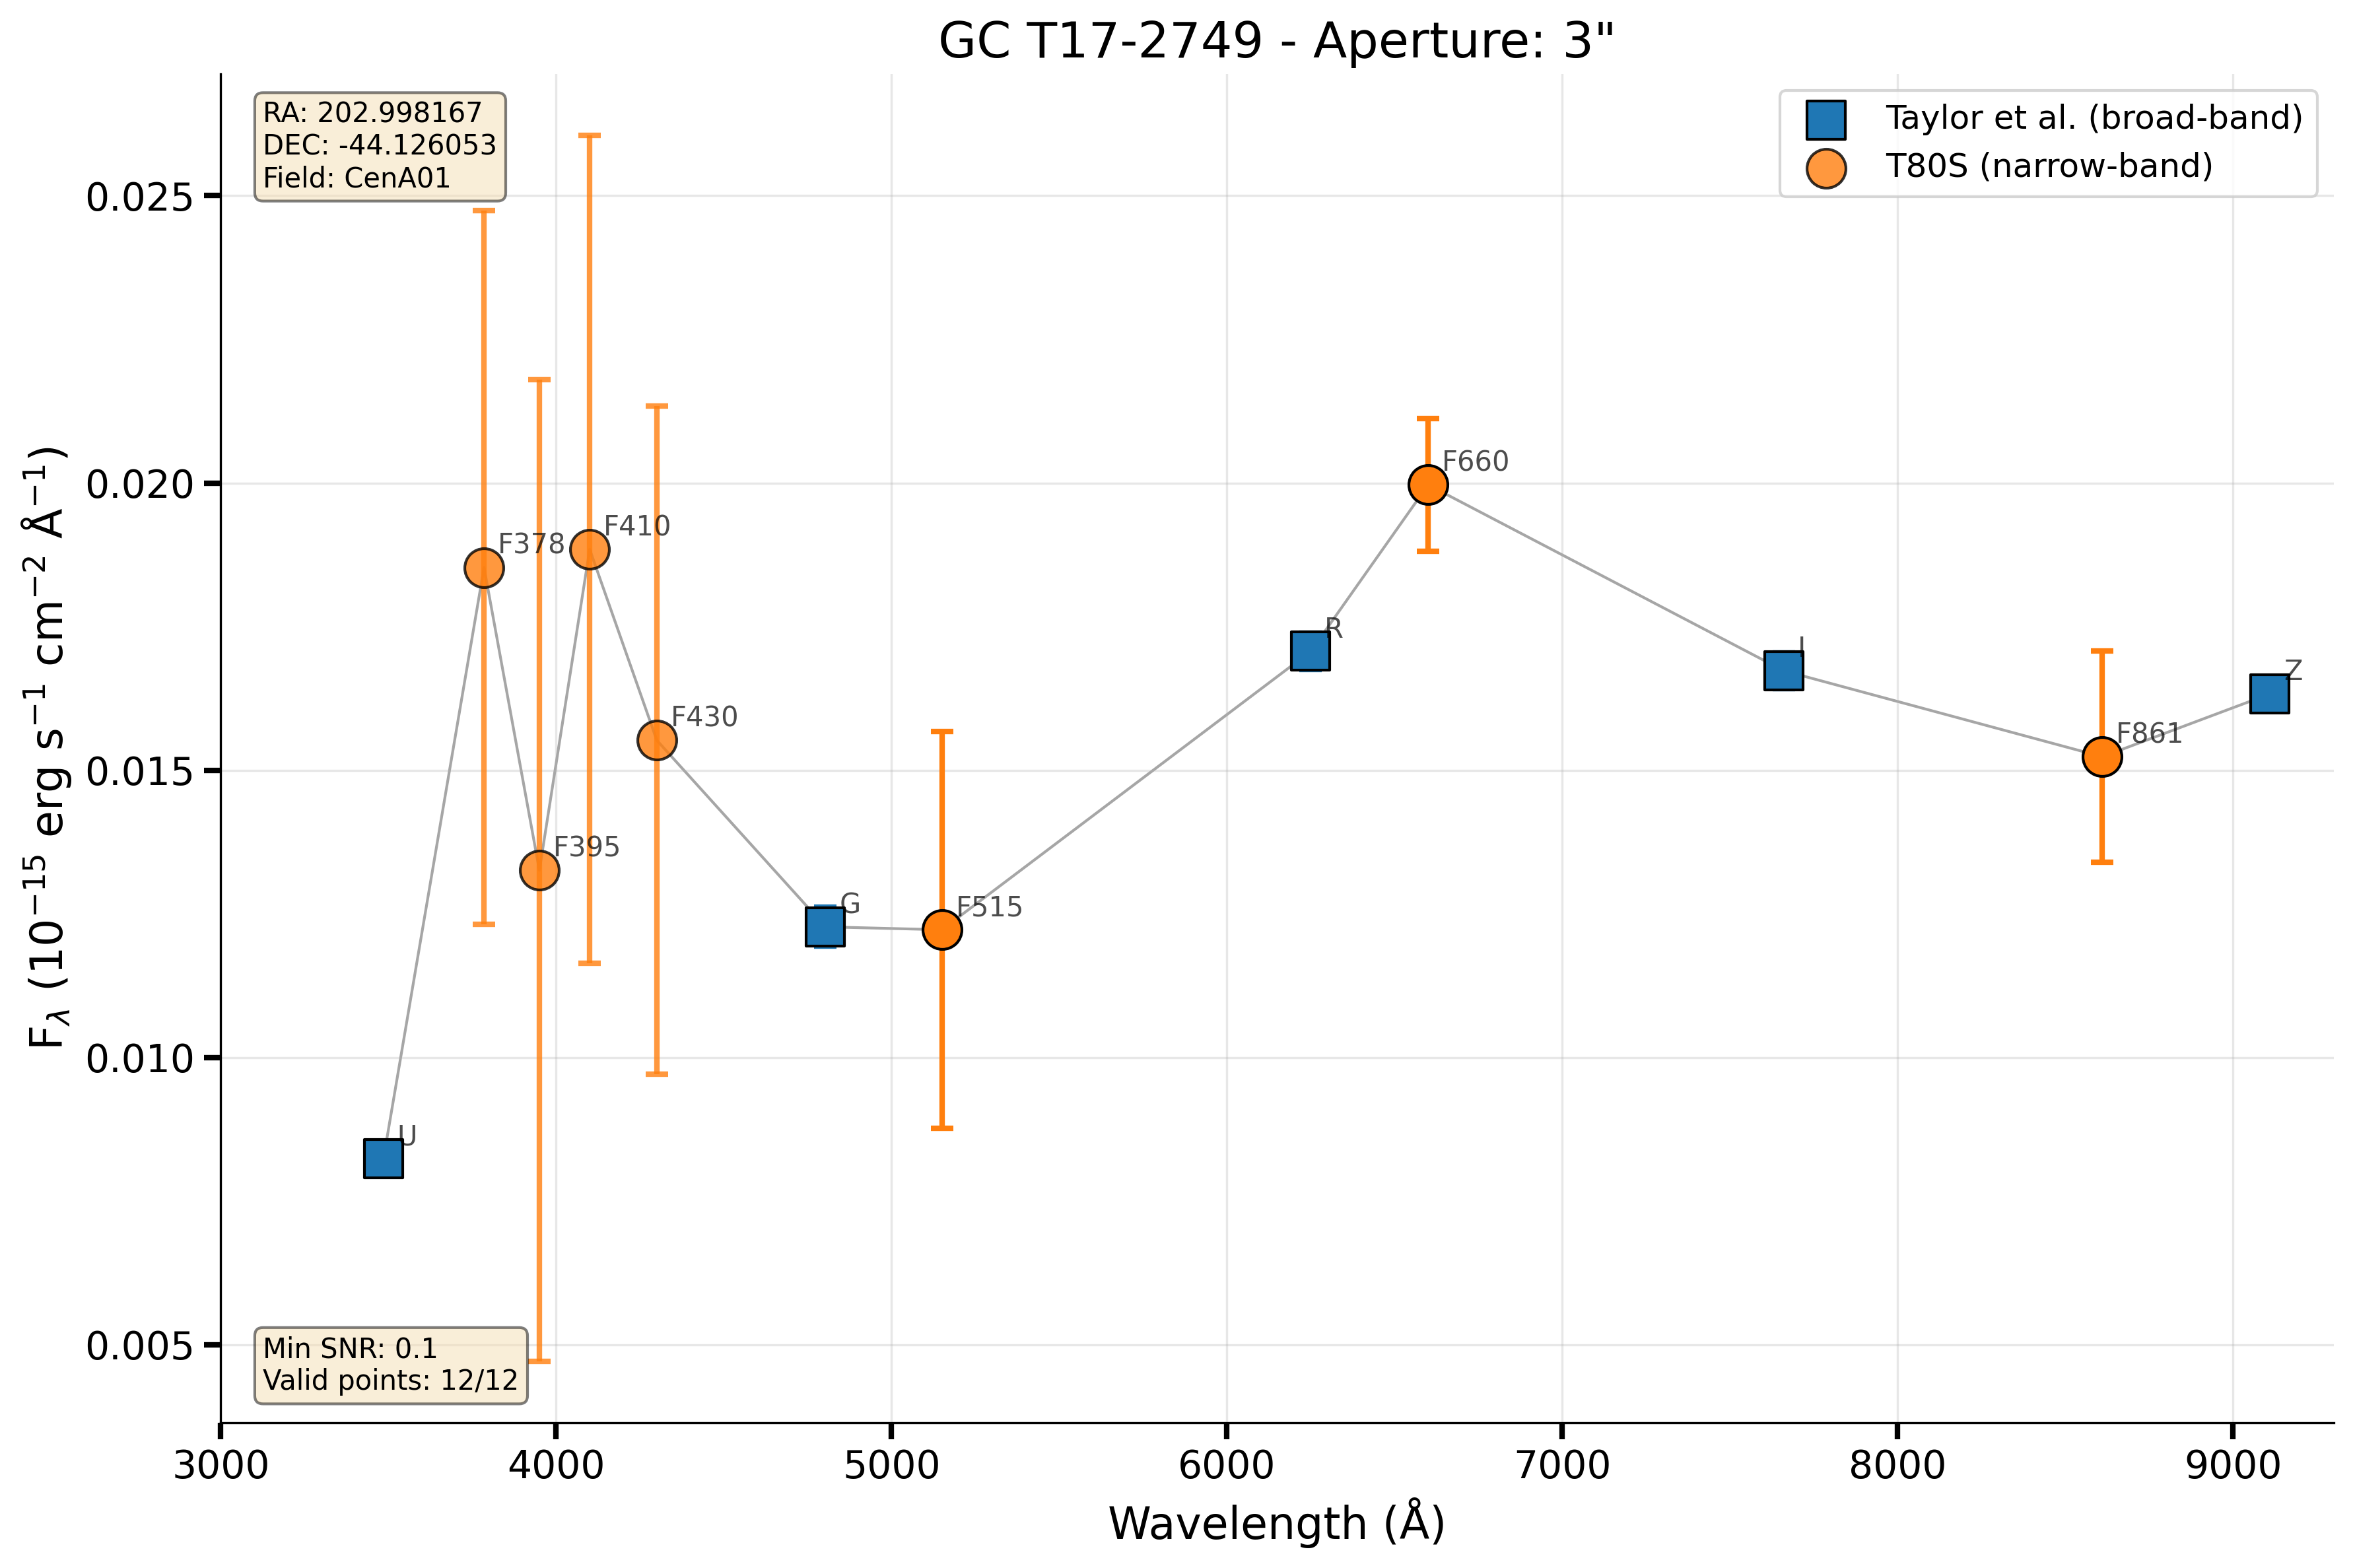 GC T17-2749 - Aperture: 3"
RA: 202.998167
DEC: -44.126053
Field: CenA01
Taylor et al. (broad-band)
T80S (narrow-band)
F378
F410
F395
F430
U
G
F515
R
F660
I
F861
Z
Min SNR: 0.1
Valid points: 12/12
0.025
0.020
0.015
0.010
0.005
F_λ (10⁻¹⁵ erg s⁻¹ cm⁻² Å⁻¹)
3000 4000 5000 6000 7000 8000 9000
Wavelength (Å)